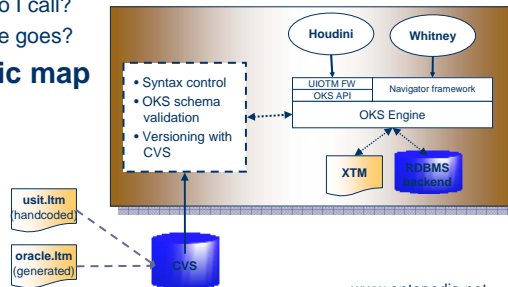 o I call?
e goes?
ic map
Houdini
Whitney
• Syntax control
• OKS schema
validation
• Versioning with
CVS
UIOTM FW
OKS API
Navigator framework
OKS Engine
XTM
RDBMS
backend
usit.ltm
(handcoded)
oracle.ltm
(generated)
CVS